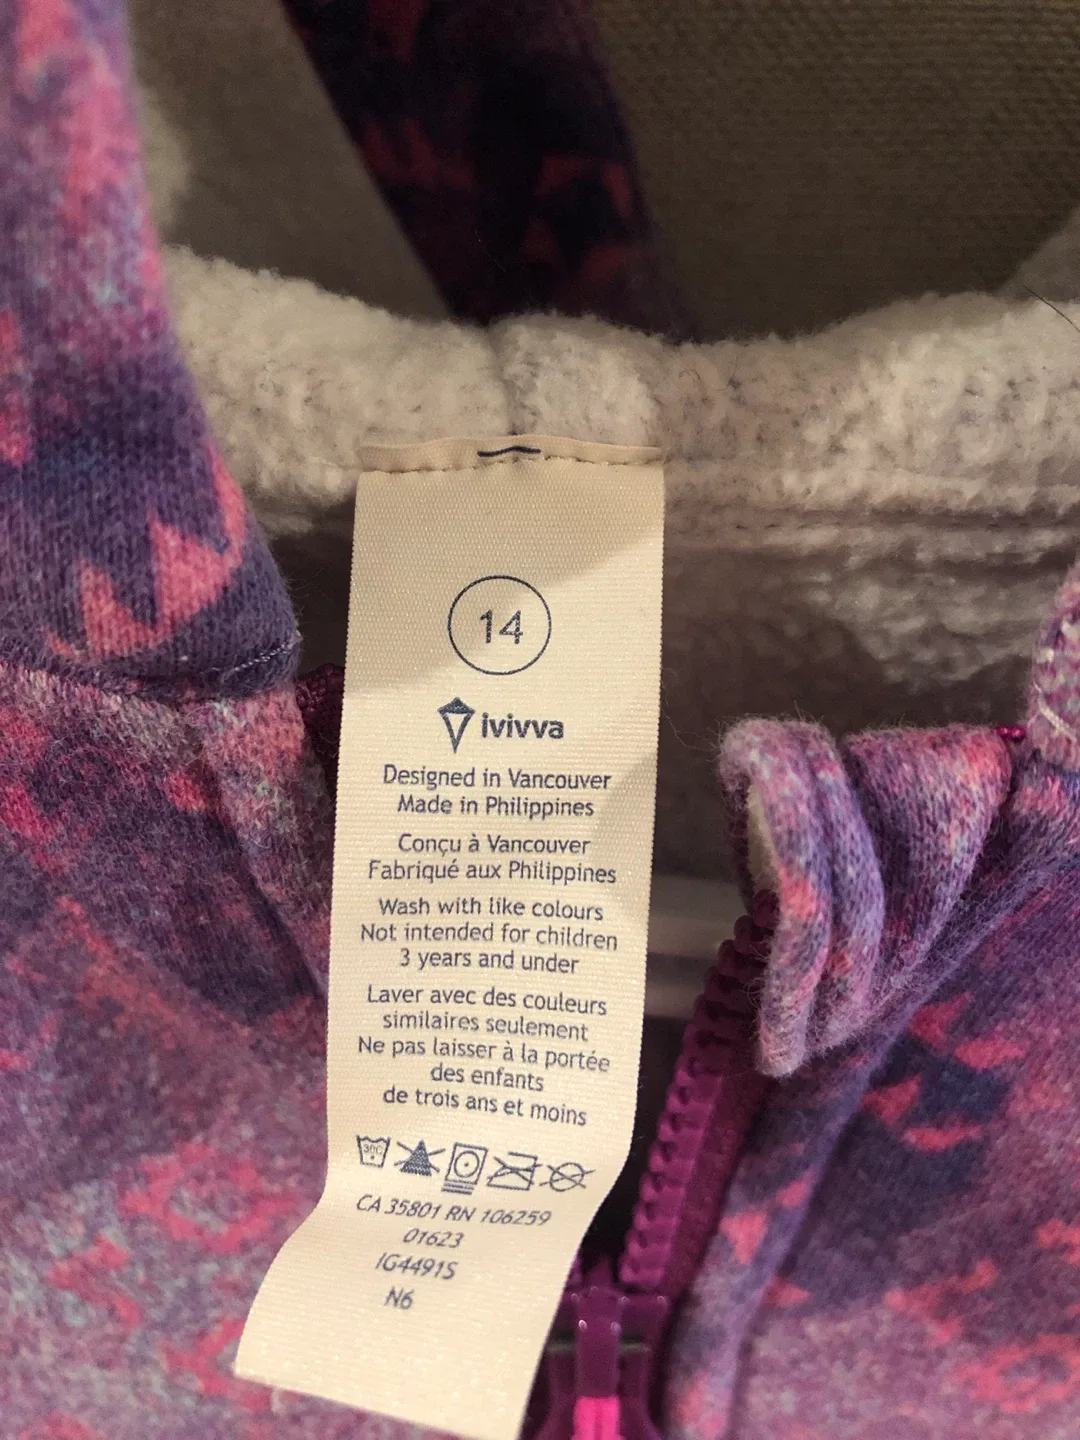 14
ivivva
Designed in Vancouver
Made in Philippines
Conçu à Vancouver
Fabriqué aux Philippines
Wash with like colours
Not intended for children
3 years and under
Laver avec des couleurs
similaires seulement
Ne pas laisser à la portée
des enfants
de trois ans et moins
30C
CA 35801 RN 106259
01623
IG4491S
N6